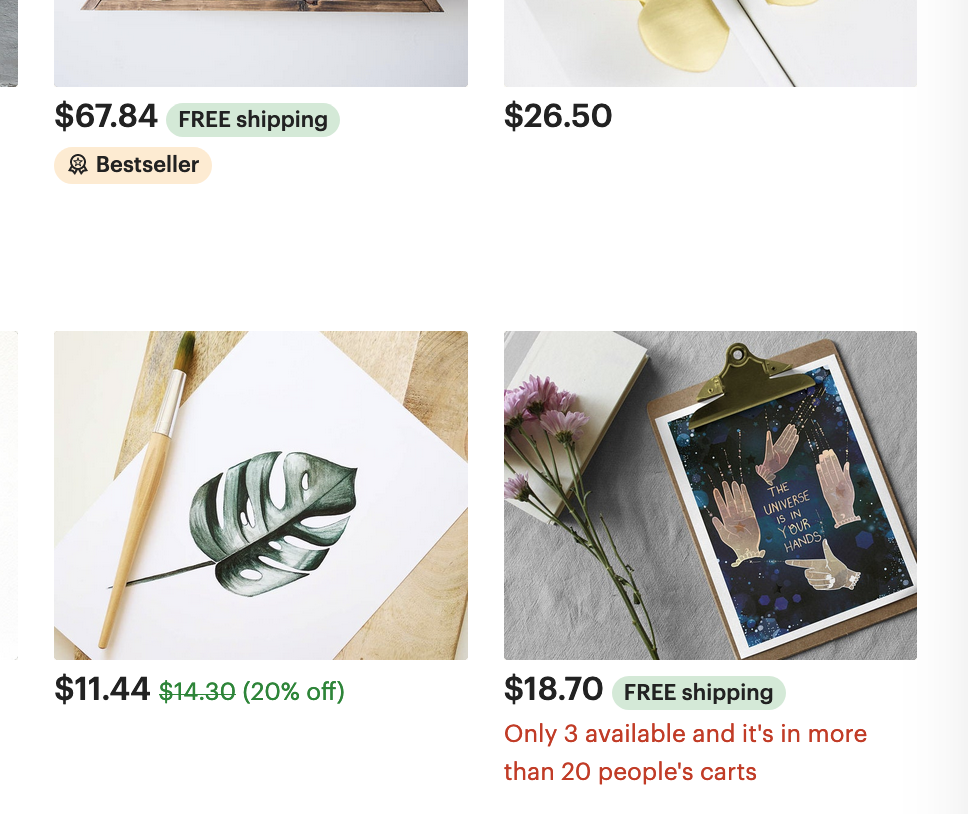 $67.84 FREE shipping
Bestseller
$26.50
THE
UNIVERSE
IS IN
YOUR
HANDS
$11.44 $14.30 (20% off)
$18.70 FREE shipping
Only 3 available and it's in more
than 20 people's carts